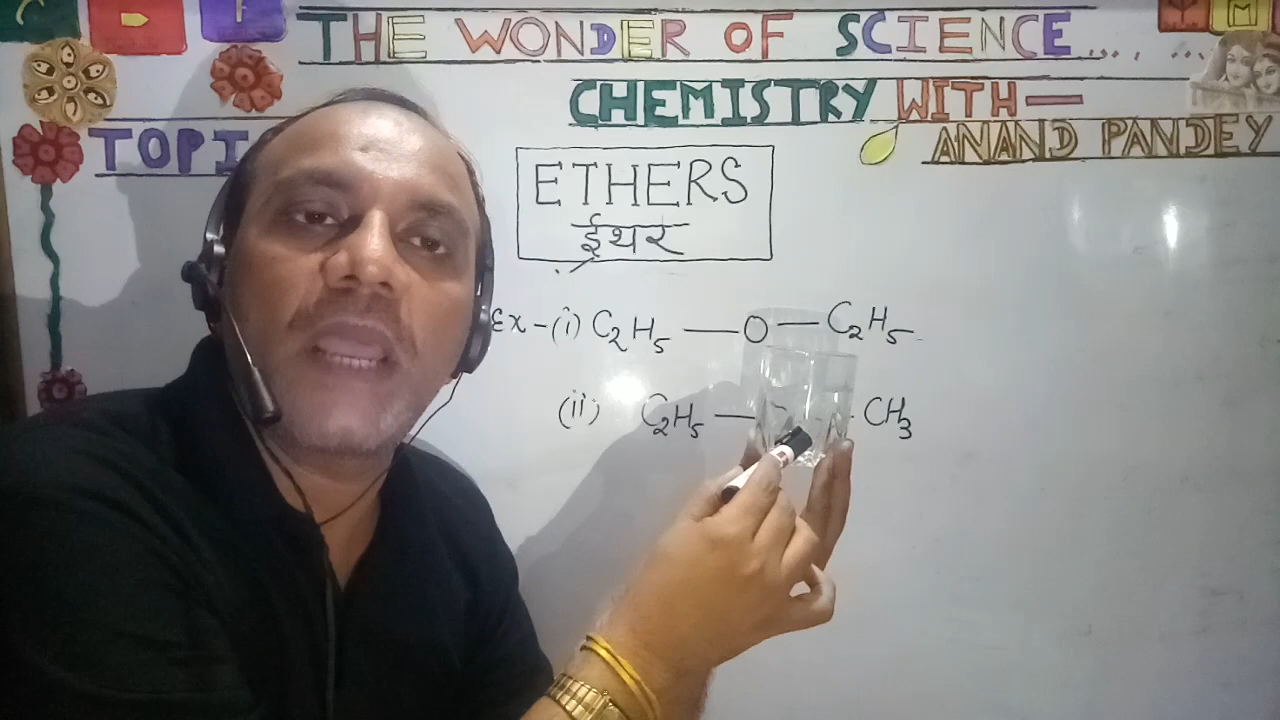 THE WONDER OF SCIENCE.... ...
CHEMISTRY WITH—
ANAND PANDEY
TOPI
ETHERS
ईथर
Ex-(i) C₂H₅ — O — C₂H₅
(ii) C₂H₅ — CH₃